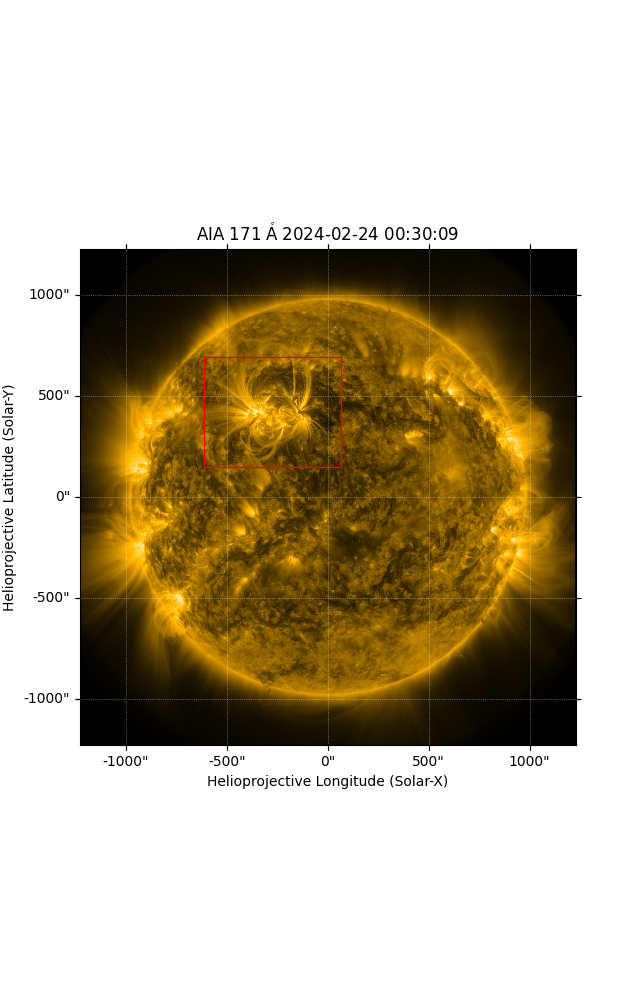 AIA 171 Å 2024-02-24 00:30:09
1000"
500"
0"
-500"
-1000"
Helioprojective Latitude (Solar-Y)
-1000" -500" 0" 500" 1000"
Helioprojective Longitude (Solar-X)